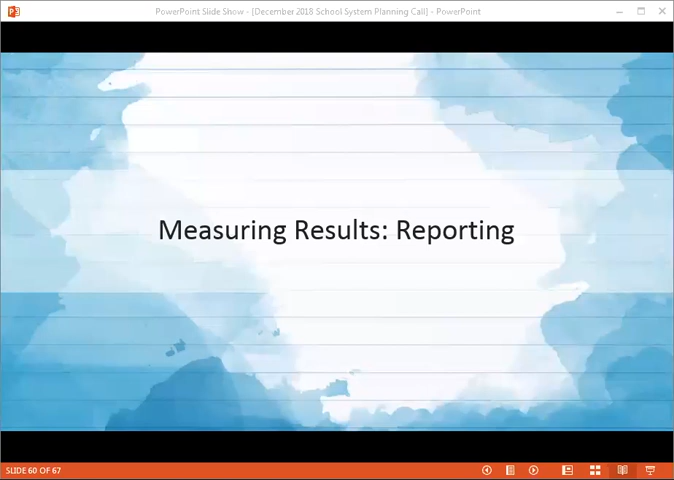 PowerPoint Slide Show - [December 2018 School System Planning Call] - PowerPoint
Measuring Results: Reporting
SLIDE 60 OF 67